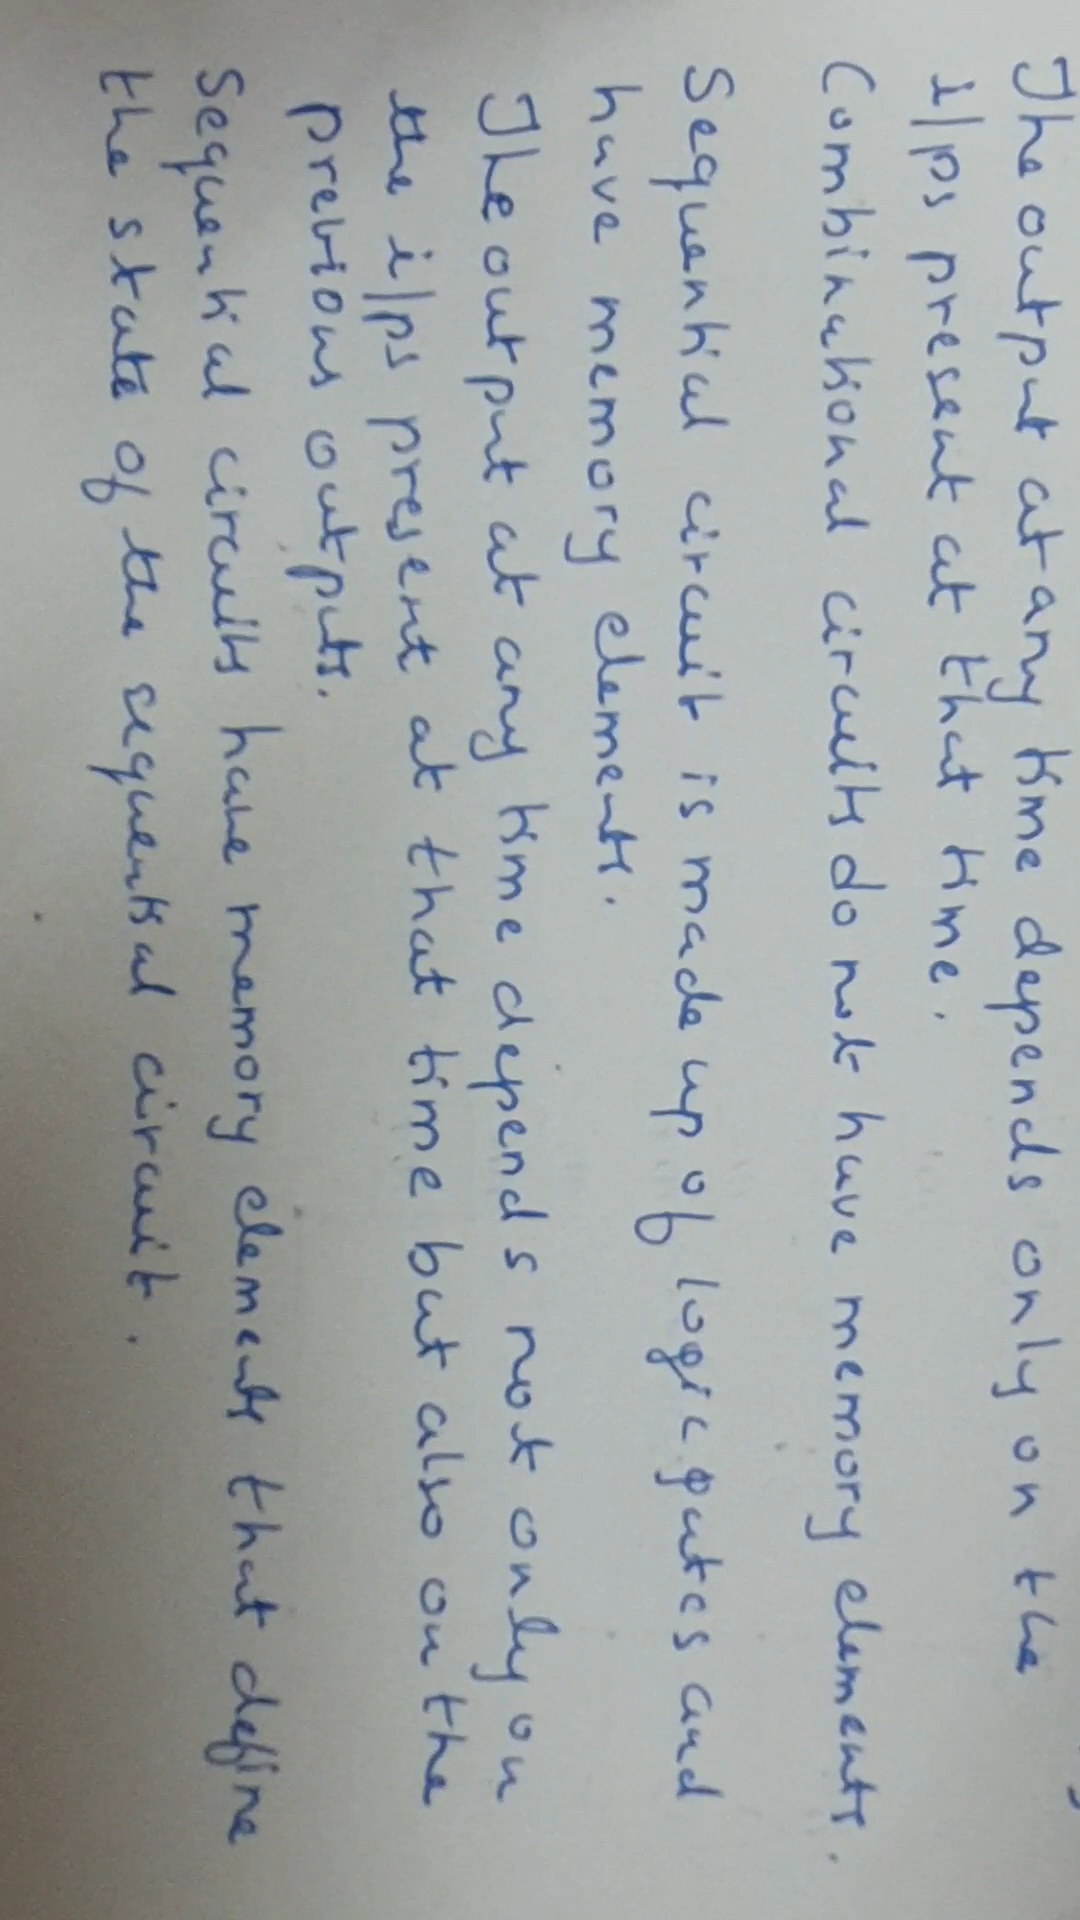 The output at any time depends only on the
i/ps present at that time.
Combinational circuits do not have memory elements.
Sequential circuit is made up of logic gates and
have memory elements.
The output at any time depends not only on
the i/ps present at that time but also on the
previous outputs.
Sequential circuits have memory elements that define
the state of the sequential circuit.